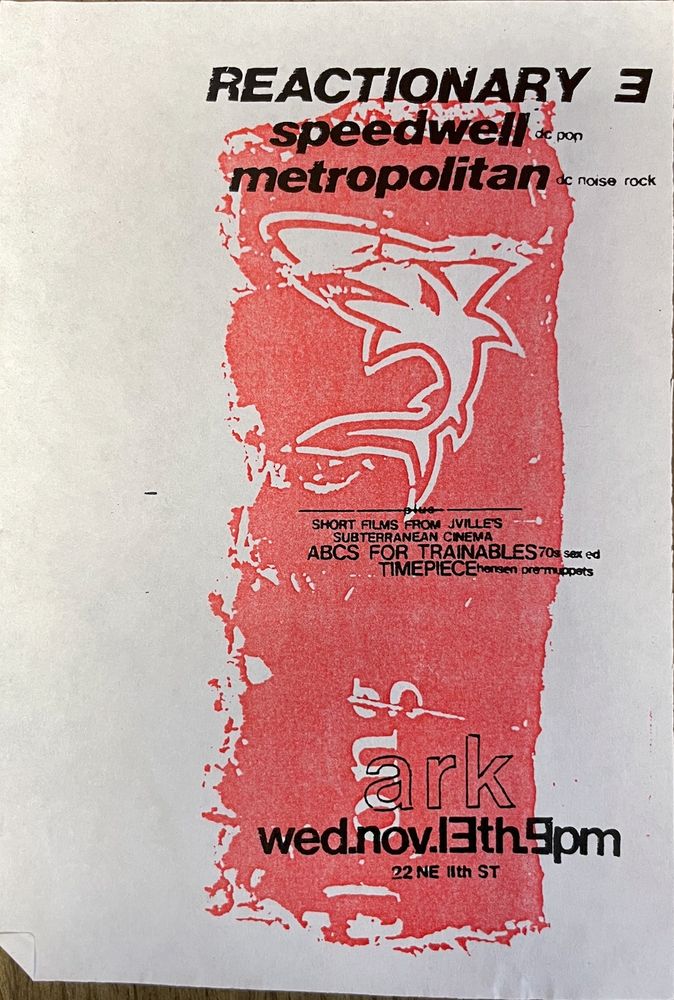 REACTIONARY 3
speedwell dc pop
metropolitan dc noise rock
plus
SHORT FILMS FROM JVILLE'S
SUBTERRANEAN CINEMA
ABCS FOR TRAINABLES 70s sex ed
TIMEPIECE hensen pre-muppets
ark
wed.nov.13th.9pm
22 NE 11th ST